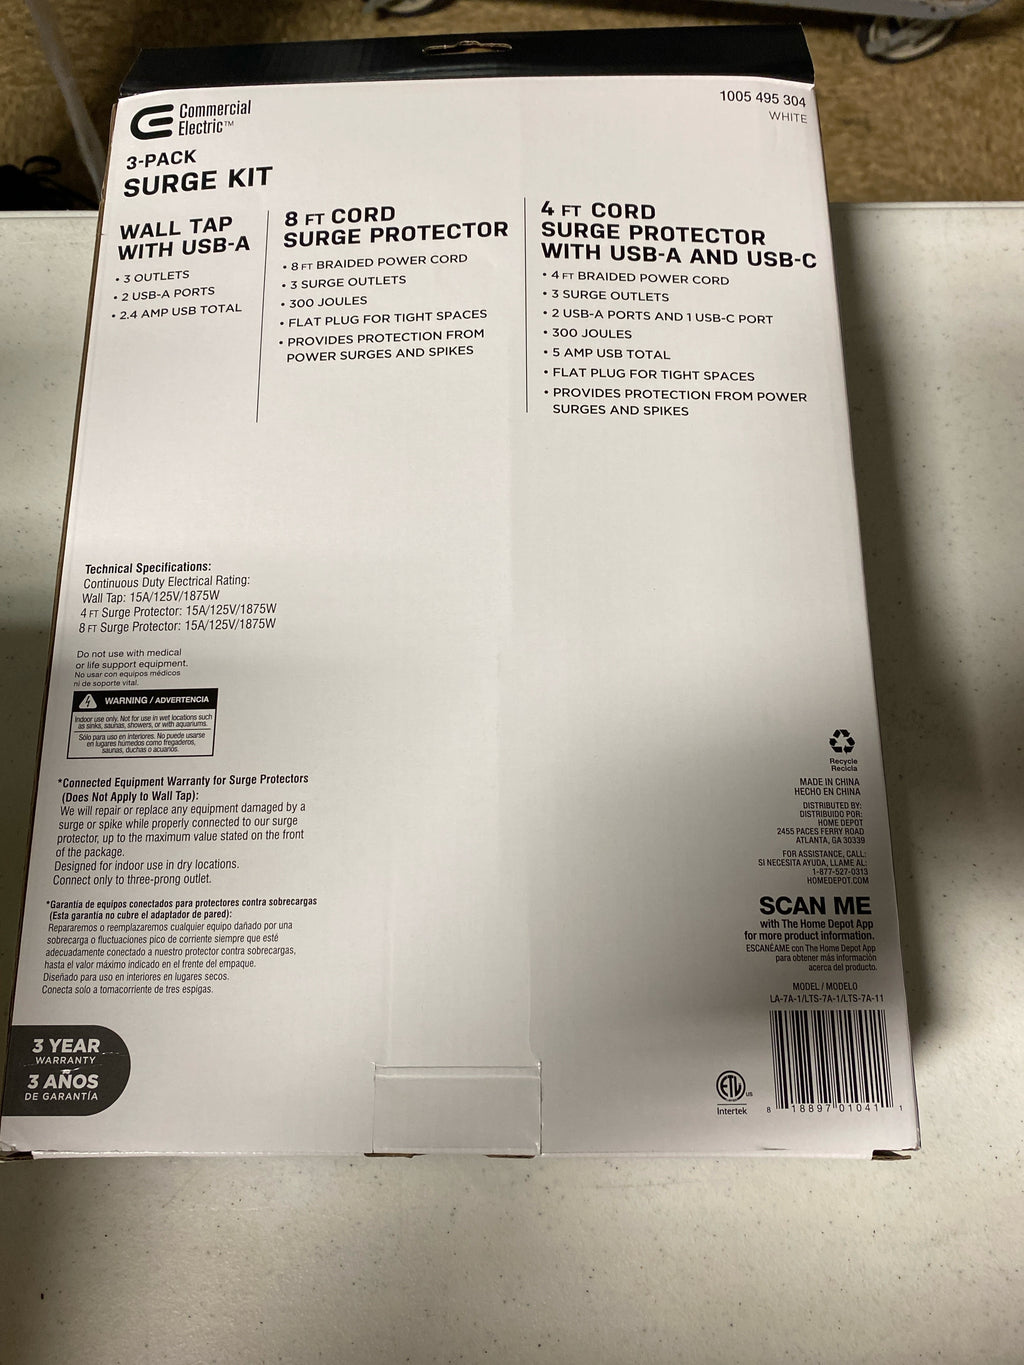 Commercial
Electric™
1005 495 304
WHITE
3-PACK
SURGE KIT
WALL TAP
WITH USB-A
• 3 OUTLETS
• 2 USB-A PORTS
• 2.4 AMP USB TOTAL
8 FT CORD
SURGE PROTECTOR
• 8 FT BRAIDED POWER CORD
• 3 SURGE OUTLETS
• 300 JOULES
• FLAT PLUG FOR TIGHT SPACES
• PROVIDES PROTECTION FROM
POWER SURGES AND SPIKES
4 FT CORD
SURGE PROTECTOR
WITH USB-A AND USB-C
• 4 FT BRAIDED POWER CORD
• 3 SURGE OUTLETS
• 2 USB-A PORTS AND 1 USB-C PORT
• 300 JOULES
• 5 AMP USB TOTAL
• FLAT PLUG FOR TIGHT SPACES
• PROVIDES PROTECTION FROM POWER
SURGES AND SPIKES
Technical Specifications:
Continuous Duty Electrical Rating:
Wall Tap: 15A/125V/1875W
4 FT Surge Protector: 15A/125V/1875W
8 FT Surge Protector: 15A/125V/1875W
Do not use with medical
or life support equipment.
No usar con equipos médicos
ni de soporte vital.
WARNING / ADVERTENCIA
Indoor use only. Not for use in wet locations such
as sinks, saunas, showers, or with aquariums.
Sólo para uso en interiores. No puede usarse
en lugares húmedos como fregaderos,
saunas, duchas o acuarios.
*Connected Equipment Warranty for Surge Protectors
(Does Not Apply to Wall Tap):
We will repair or replace any equipment damaged by a
surge or spike while properly connected to our surge
protector, up to the maximum value stated on the front
of the package.
Designed for indoor use in dry locations.
Connect only to three-prong outlet.
*Garantía de equipos conectados para protectores contra sobrecargas
(Esta garantía no cubre el adaptador de pared):
Repararemos o reemplazaremos cualquier equipo dañado por una
sobrecarga o fluctuaciones pico de corriente siempre que esté
adecuadamente conectado a nuestro protector contra sobrecargas,
hasta el valor máximo indicado en el frente del empaque.
Diseñado para uso en interiores en lugares secos.
Conecta solo a tomacorriente de tres espigas.
3 YEAR
WARRANTY
3 AÑOS
DE GARANTÍA
Recycle
Recicla
MADE IN CHINA
HECHO EN CHINA
DISTRIBUTED BY:
DISTRIBUIDO POR:
HOME DEPOT
2455 PACES FERRY ROAD
ATLANTA, GA 30339
FOR ASSISTANCE, CALL:
SI NECESITA AYUDA, LLAME AL:
1-877-527-0313
HOMEDEPOT.COM
SCAN ME
with The Home Depot App
for more product information.
ESCANÉAME con The Home Depot App
para obtener más información
acerca del producto.
MODEL / MODELO
LA-7A-1/LTS-7A-1/LTS-7A-11
ETL
US
Intertek
8 18897 01041 1